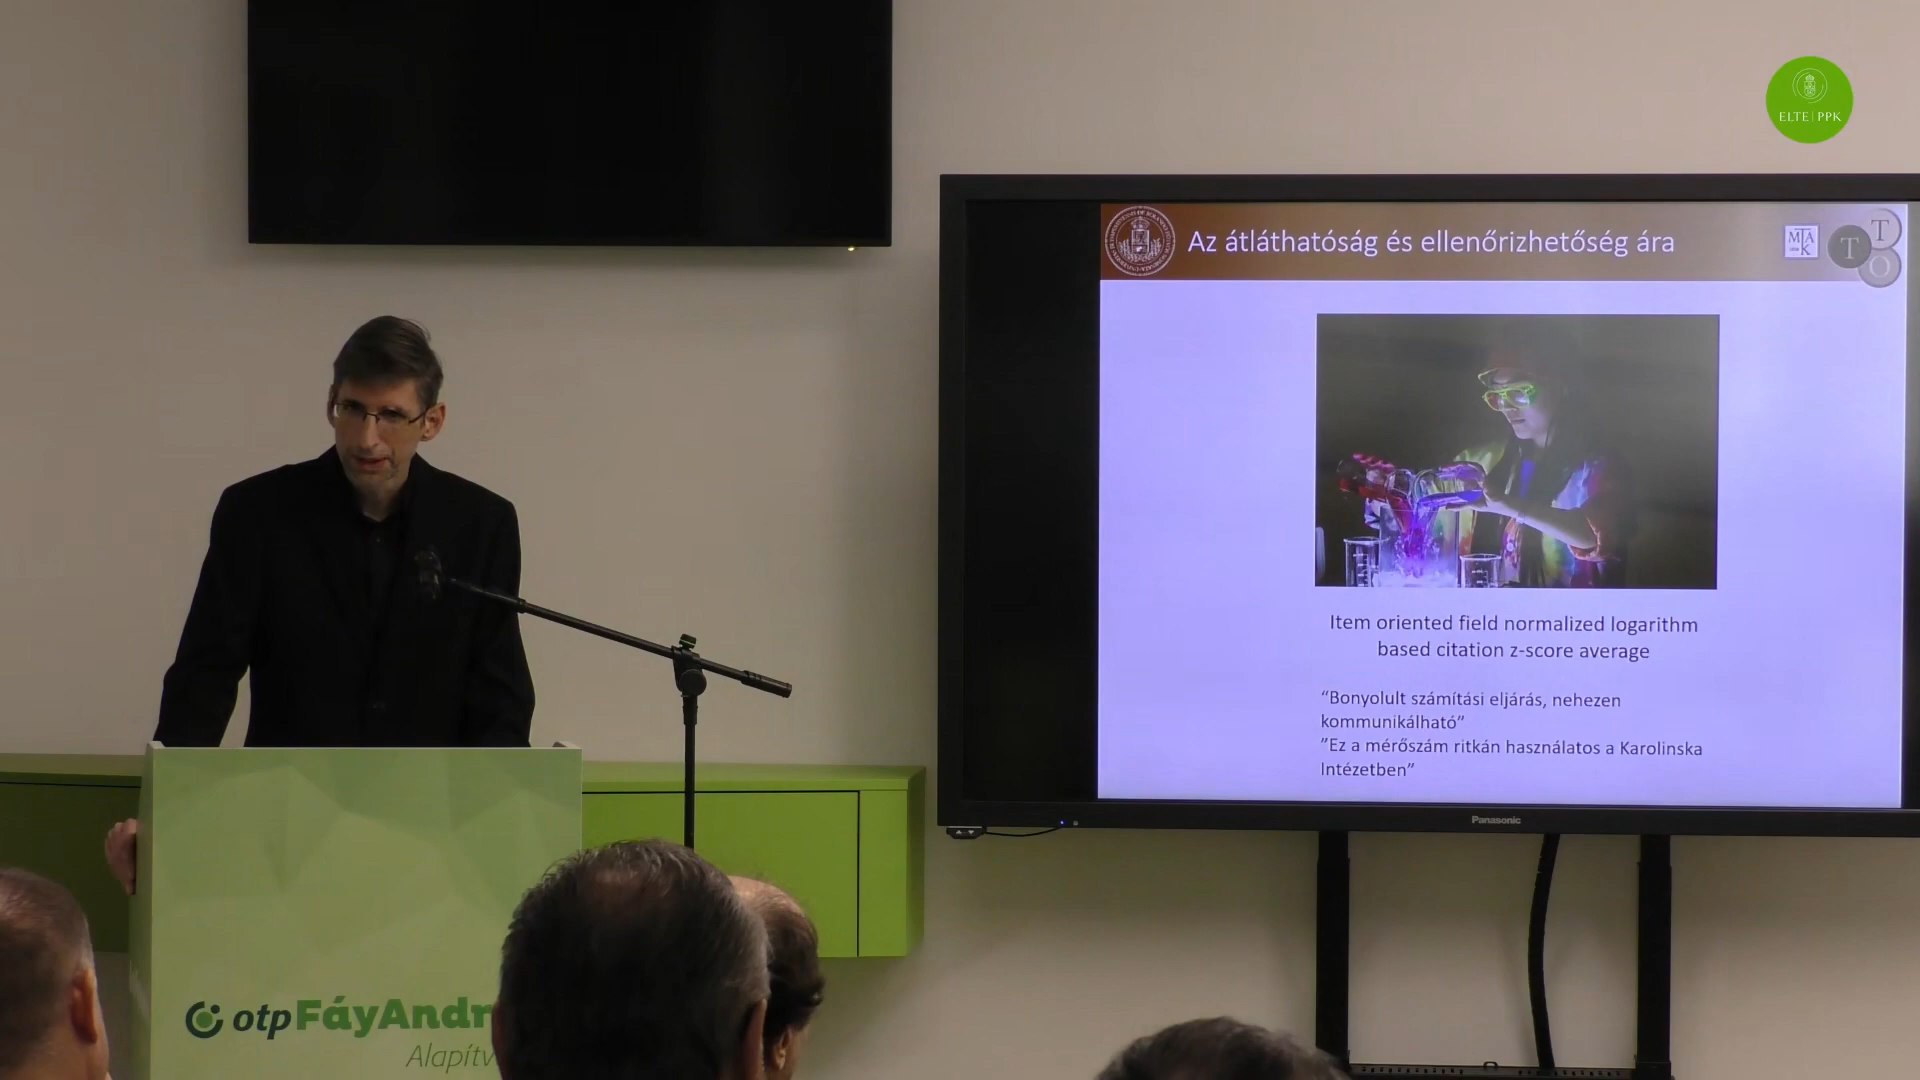 ELTE | PPK
Az átláthatóság és ellenőrizhetőség ára
MTA
K
T
T
O
Item oriented field normalized logarithm
based citation z-score average
“Bonyolult számítási eljárás, nehezen
kommunikálható”
”Ez a mérőszám ritkán használatos a Karolinska
Intézetben”
Panasonic
otp FáyAndr
Alapítv